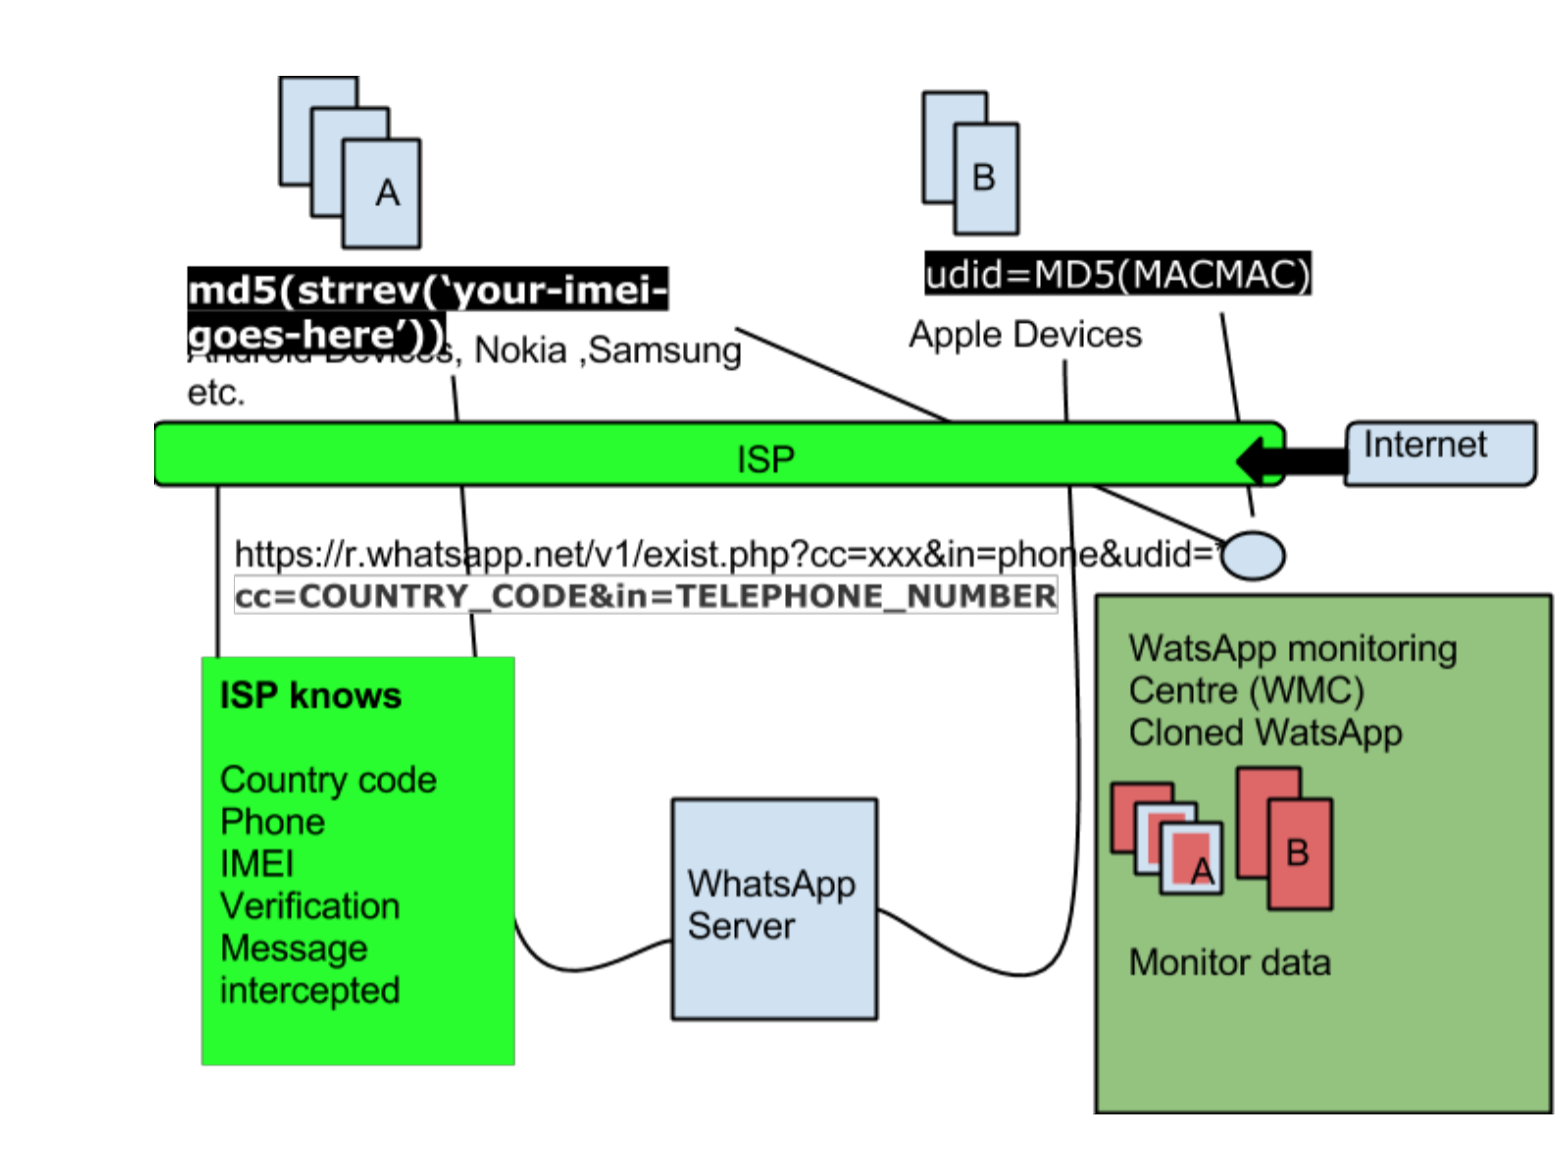 A
B
md5(strrev(‘your-imei-
goes-here’))
Android Devices, Nokia ,Samsung
etc.
udid=MD5(MACMAC)
Apple Devices
ISP
Internet
https://r.whatsapp.net/v1/exist.php?cc=xxx&in=phone&udid=*
cc=COUNTRY_CODE&in=TELEPHONE_NUMBER
ISP knows
Country code
Phone
IMEI
Verification
Message
intercepted
WhatsApp
Server
WatsApp monitoring
Centre (WMC)
Cloned WatsApp
A
B
Monitor data